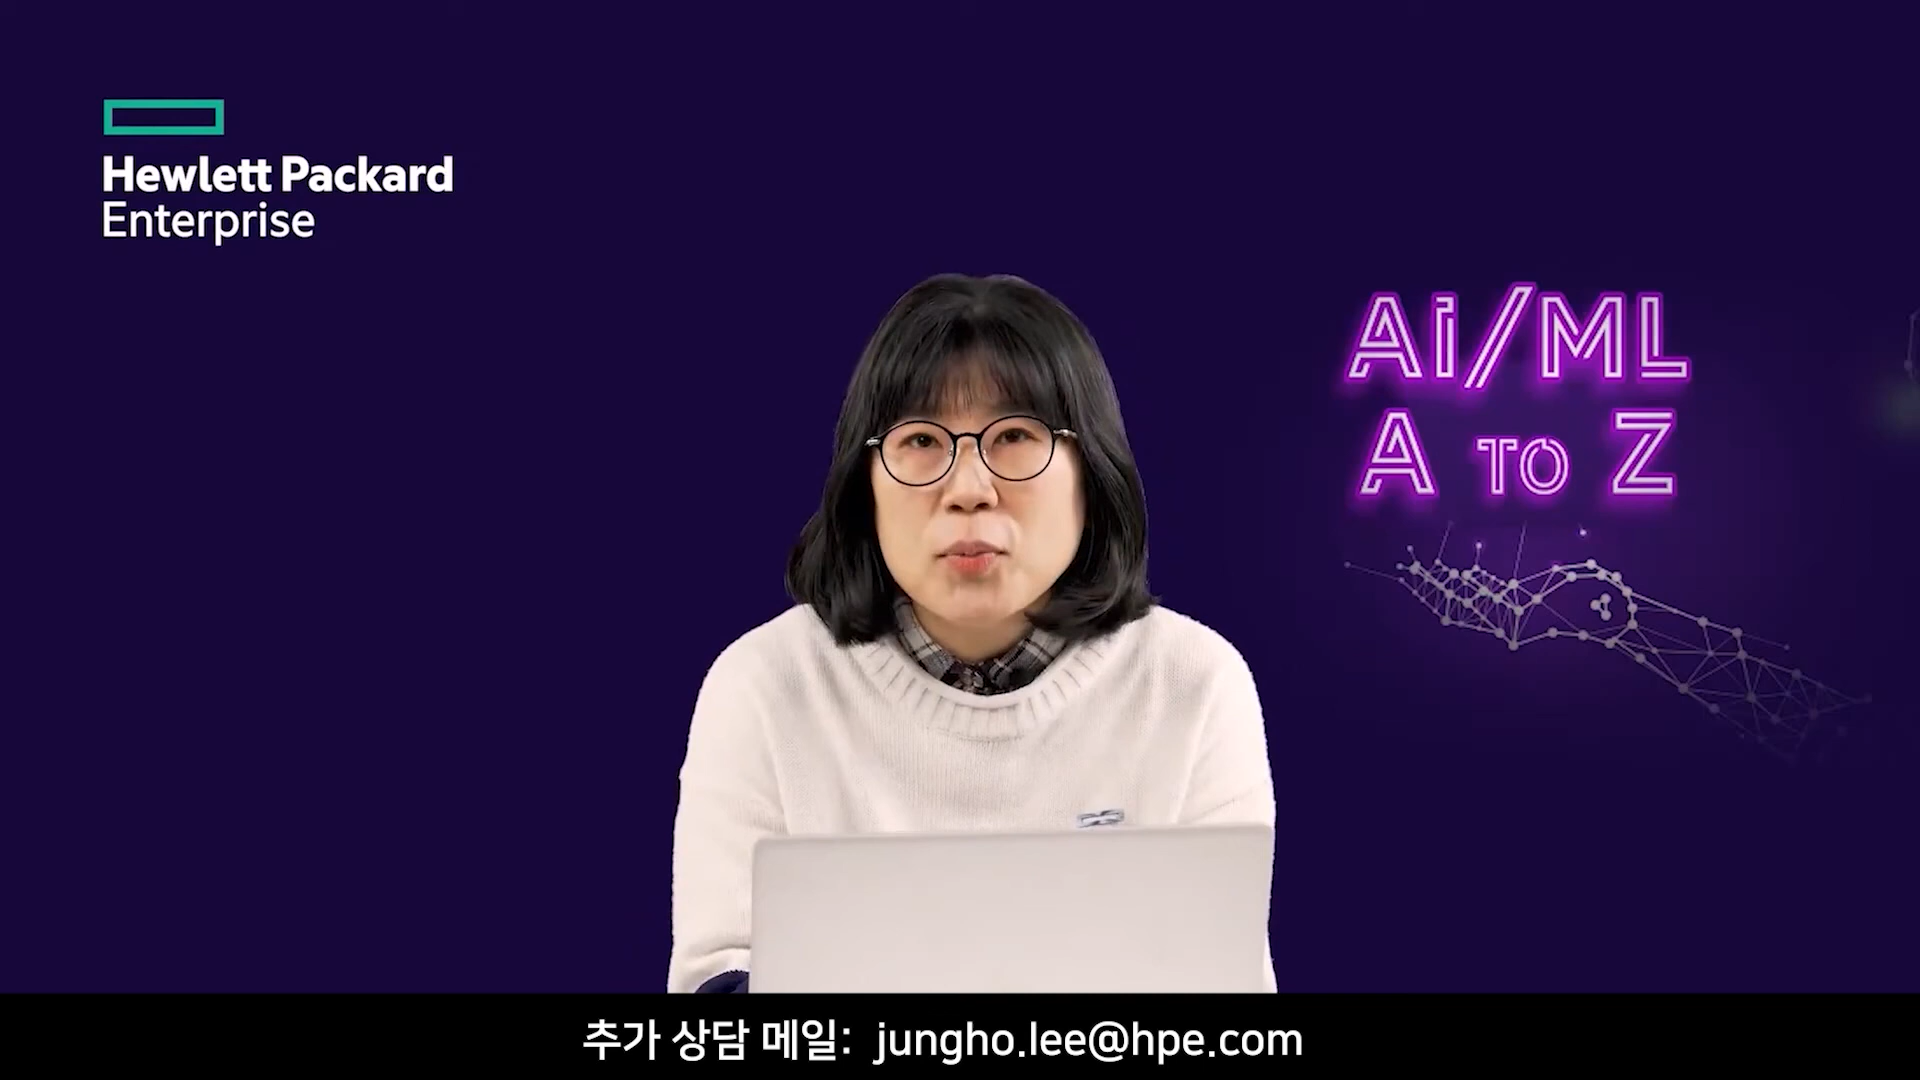 Hewlett Packard
Enterprise
Ai/ML
A TO Z
추가 상담 메일: jungho.lee@hpe.com